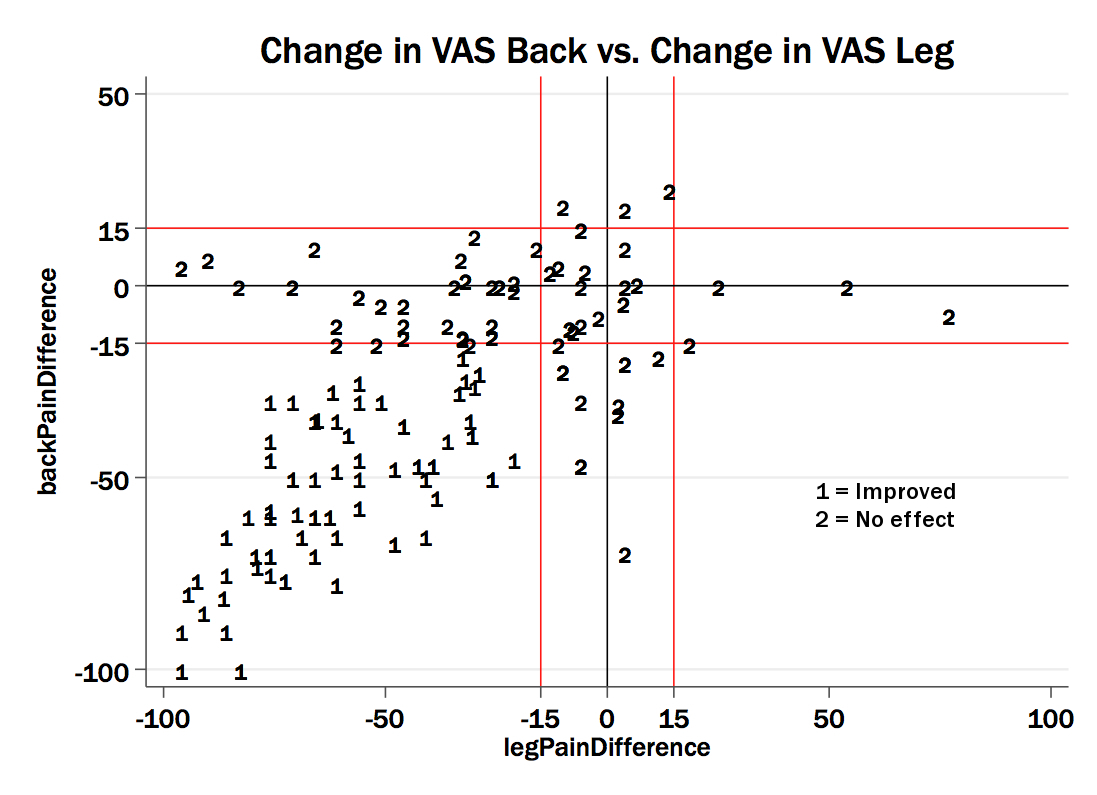 Change in VAS Back vs. Change in VAS Leg
50
15
0
-15
-50
-100
backPainDifference
1 = Improved
2 = No effect
-100 -50 -15 0 15 50 100
legPainDifference